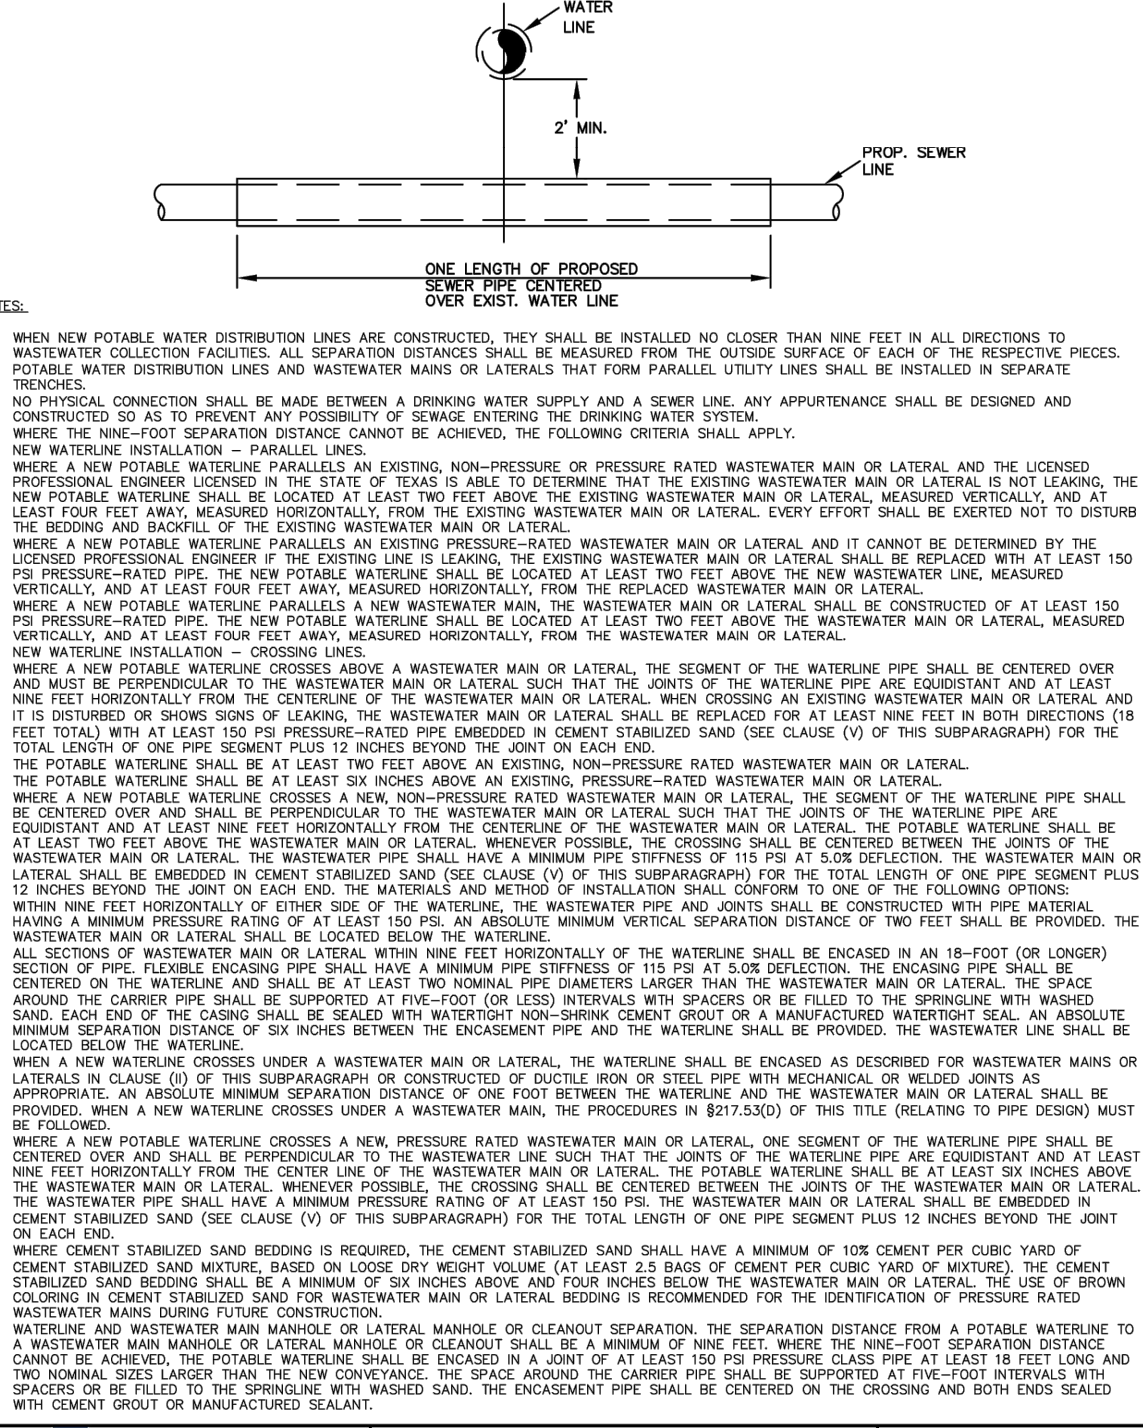 WATER
LINE
2' MIN.
PROP. SEWER
LINE
ONE LENGTH OF PROPOSED
SEWER PIPE CENTERED
OVER EXIST. WATER LINE
TES:
WHEN NEW POTABLE WATER DISTRIBUTION LINES ARE CONSTRUCTED, THEY SHALL BE INSTALLED NO CLOSER THAN NINE FEET IN ALL DIRECTIONS TO
WASTEWATER COLLECTION FACILITIES. ALL SEPARATION DISTANCES SHALL BE MEASURED FROM THE OUTSIDE SURFACE OF EACH OF THE RESPECTIVE PIECES.
POTABLE WATER DISTRIBUTION LINES AND WASTEWATER MAINS OR LATERALS THAT FORM PARALLEL UTILITY LINES SHALL BE INSTALLED IN SEPARATE
TRENCHES.
NO PHYSICAL CONNECTION SHALL BE MADE BETWEEN A DRINKING WATER SUPPLY AND A SEWER LINE. ANY APPURTENANCE SHALL BE DESIGNED AND
CONSTRUCTED SO AS TO PREVENT ANY POSSIBILITY OF SEWAGE ENTERING THE DRINKING WATER SYSTEM.
WHERE THE NINE-FOOT SEPARATION DISTANCE CANNOT BE ACHIEVED, THE FOLLOWING CRITERIA SHALL APPLY.
NEW WATERLINE INSTALLATION - PARALLEL LINES.
WHERE A NEW POTABLE WATERLINE PARALLELS AN EXISTING, NON-PRESSURE OR PRESSURE RATED WASTEWATER MAIN OR LATERAL AND THE LICENSED
PROFESSIONAL ENGINEER LICENSED IN THE STATE OF TEXAS IS ABLE TO DETERMINE THAT THE EXISTING WASTEWATER MAIN OR LATERAL IS NOT LEAKING, THE
NEW POTABLE WATERLINE SHALL BE LOCATED AT LEAST TWO FEET ABOVE THE EXISTING WASTEWATER MAIN OR LATERAL, MEASURED VERTICALLY, AND AT
LEAST FOUR FEET AWAY, MEASURED HORIZONTALLY, FROM THE EXISTING WASTEWATER MAIN OR LATERAL. EVERY EFFORT SHALL BE EXERTED NOT TO DISTURB
THE BEDDING AND BACKFILL OF THE EXISTING WASTEWATER MAIN OR LATERAL.
WHERE A NEW POTABLE WATERLINE PARALLELS AN EXISTING PRESSURE-RATED WASTEWATER MAIN OR LATERAL AND IT CANNOT BE DETERMINED BY THE
LICENSED PROFESSIONAL ENGINEER IF THE EXISTING LINE IS LEAKING, THE EXISTING WASTEWATER MAIN OR LATERAL SHALL BE REPLACED WITH AT LEAST 150
PSI PRESSURE-RATED PIPE. THE NEW POTABLE WATERLINE SHALL BE LOCATED AT LEAST TWO FEET ABOVE THE NEW WASTEWATER LINE, MEASURED
VERTICALLY, AND AT LEAST FOUR FEET AWAY, MEASURED HORIZONTALLY, FROM THE REPLACED WASTEWATER MAIN OR LATERAL.
WHERE A NEW POTABLE WATERLINE PARALLELS A NEW WASTEWATER MAIN, THE WASTEWATER MAIN OR LATERAL SHALL BE CONSTRUCTED OF AT LEAST 150
PSI PRESSURE-RATED PIPE. THE NEW POTABLE WATERLINE SHALL BE LOCATED AT LEAST TWO FEET ABOVE THE WASTEWATER MAIN OR LATERAL, MEASURED
VERTICALLY, AND AT LEAST FOUR FEET AWAY, MEASURED HORIZONTALLY, FROM THE WASTEWATER MAIN OR LATERAL.
NEW WATERLINE INSTALLATION - CROSSING LINES.
WHERE A NEW POTABLE WATERLINE CROSSES ABOVE A WASTEWATER MAIN OR LATERAL, THE SEGMENT OF THE WATERLINE PIPE SHALL BE CENTERED OVER
AND MUST BE PERPENDICULAR TO THE WASTEWATER MAIN OR LATERAL SUCH THAT THE JOINTS OF THE WATERLINE PIPE ARE EQUIDISTANT AND AT LEAST
NINE FEET HORIZONTALLY FROM THE CENTERLINE OF THE WASTEWATER MAIN OR LATERAL. WHEN CROSSING AN EXISTING WASTEWATER MAIN OR LATERAL AND
IT IS DISTURBED OR SHOWS SIGNS OF LEAKING, THE WASTEWATER MAIN OR LATERAL SHALL BE REPLACED FOR AT LEAST NINE FEET IN BOTH DIRECTIONS (18
FEET TOTAL) WITH AT LEAST 150 PSI PRESSURE-RATED PIPE EMBEDDED IN CEMENT STABILIZED SAND (SEE CLAUSE (V) OF THIS SUBPARAGRAPH) FOR THE
TOTAL LENGTH OF ONE PIPE SEGMENT PLUS 12 INCHES BEYOND THE JOINT ON EACH END.
THE POTABLE WATERLINE SHALL BE AT LEAST TWO FEET ABOVE AN EXISTING, NON-PRESSURE RATED WASTEWATER MAIN OR LATERAL.
THE POTABLE WATERLINE SHALL BE AT LEAST SIX INCHES ABOVE AN EXISTING, PRESSURE-RATED WASTEWATER MAIN OR LATERAL.
WHERE A NEW POTABLE WATERLINE CROSSES A NEW, NON-PRESSURE RATED WASTEWATER MAIN OR LATERAL, THE SEGMENT OF THE WATERLINE PIPE SHALL
BE CENTERED OVER AND SHALL BE PERPENDICULAR TO THE WASTEWATER MAIN OR LATERAL SUCH THAT THE JOINTS OF THE WATERLINE PIPE ARE
EQUIDISTANT AND AT LEAST NINE FEET HORIZONTALLY FROM THE CENTERLINE OF THE WASTEWATER MAIN OR LATERAL. THE POTABLE WATERLINE SHALL BE
AT LEAST TWO FEET ABOVE THE WASTEWATER MAIN OR LATERAL. WHENEVER POSSIBLE, THE CROSSING SHALL BE CENTERED BETWEEN THE JOINTS OF THE
WASTEWATER MAIN OR LATERAL. THE WASTEWATER PIPE SHALL HAVE A MINIMUM PIPE STIFFNESS OF 115 PSI AT 5.0% DEFLECTION. THE WASTEWATER MAIN OR
LATERAL SHALL BE EMBEDDED IN CEMENT STABILIZED SAND (SEE CLAUSE (V) OF THIS SUBPARAGRAPH) FOR THE TOTAL LENGTH OF ONE PIPE SEGMENT PLUS
12 INCHES BEYOND THE JOINT ON EACH END. THE MATERIALS AND METHOD OF INSTALLATION SHALL CONFORM TO ONE OF THE FOLLOWING OPTIONS:
WITHIN NINE FEET HORIZONTALLY OF EITHER SIDE OF THE WATERLINE, THE WASTEWATER PIPE AND JOINTS SHALL BE CONSTRUCTED WITH PIPE MATERIAL
HAVING A MINIMUM PRESSURE RATING OF AT LEAST 150 PSI. AN ABSOLUTE MINIMUM VERTICAL SEPARATION DISTANCE OF TWO FEET SHALL BE PROVIDED. THE
WASTEWATER MAIN OR LATERAL SHALL BE LOCATED BELOW THE WATERLINE.
ALL SECTIONS OF WASTEWATER MAIN OR LATERAL WITHIN NINE FEET HORIZONTALLY OF THE WATERLINE SHALL BE ENCASED IN AN 18-FOOT (OR LONGER)
SECTION OF PIPE. FLEXIBLE ENCASING PIPE SHALL HAVE A MINIMUM PIPE STIFFNESS OF 115 PSI AT 5.0% DEFLECTION. THE ENCASING PIPE SHALL BE
CENTERED ON THE WATERLINE AND SHALL BE AT LEAST TWO NOMINAL PIPE DIAMETERS LARGER THAN THE WASTEWATER MAIN OR LATERAL. THE SPACE
AROUND THE CARRIER PIPE SHALL BE SUPPORTED AT FIVE-FOOT (OR LESS) INTERVALS WITH SPACERS OR BE FILLED TO THE SPRINGLINE WITH WASHED
SAND. EACH END OF THE CASING SHALL BE SEALED WITH WATERTIGHT NON-SHRINK CEMENT GROUT OR A MANUFACTURED WATERTIGHT SEAL. AN ABSOLUTE
MINIMUM SEPARATION DISTANCE OF SIX INCHES BETWEEN THE ENCASEMENT PIPE AND THE WATERLINE SHALL BE PROVIDED. THE WASTEWATER LINE SHALL BE
LOCATED BELOW THE WATERLINE.
WHEN A NEW WATERLINE CROSSES UNDER A WASTEWATER MAIN OR LATERAL, THE WATERLINE SHALL BE ENCASED AS DESCRIBED FOR WASTEWATER MAINS OR
LATERALS IN CLAUSE (II) OF THIS SUBPARAGRAPH OR CONSTRUCTED OF DUCTILE IRON OR STEEL PIPE WITH MECHANICAL OR WELDED JOINTS AS
APPROPRIATE. AN ABSOLUTE MINIMUM SEPARATION DISTANCE OF ONE FOOT BETWEEN THE WATERLINE AND THE WASTEWATER MAIN OR LATERAL SHALL BE
PROVIDED. WHEN A NEW WATERLINE CROSSES UNDER A WASTEWATER MAIN, THE PROCEDURES IN §217.53(D) OF THIS TITLE (RELATING TO PIPE DESIGN) MUST
BE FOLLOWED.
WHERE A NEW POTABLE WATERLINE CROSSES A NEW, PRESSURE RATED WASTEWATER MAIN OR LATERAL, ONE SEGMENT OF THE WATERLINE PIPE SHALL BE
CENTERED OVER AND SHALL BE PERPENDICULAR TO THE WASTEWATER LINE SUCH THAT THE JOINTS OF THE WATERLINE PIPE ARE EQUIDISTANT AND AT LEAST
NINE FEET HORIZONTALLY FROM THE CENTER LINE OF THE WASTEWATER MAIN OR LATERAL. THE POTABLE WATERLINE SHALL BE AT LEAST SIX INCHES ABOVE
THE WASTEWATER MAIN OR LATERAL. WHENEVER POSSIBLE, THE CROSSING SHALL BE CENTERED BETWEEN THE JOINTS OF THE WASTEWATER MAIN OR LATERAL.
THE WASTEWATER PIPE SHALL HAVE A MINIMUM PRESSURE RATING OF AT LEAST 150 PSI. THE WASTEWATER MAIN OR LATERAL SHALL BE EMBEDDED IN
CEMENT STABILIZED SAND (SEE CLAUSE (V) OF THIS SUBPARAGRAPH) FOR THE TOTAL LENGTH OF ONE PIPE SEGMENT PLUS 12 INCHES BEYOND THE JOINT
ON EACH END.
WHERE CEMENT STABILIZED SAND BEDDING IS REQUIRED, THE CEMENT STABILIZED SAND SHALL HAVE A MINIMUM OF 10% CEMENT PER CUBIC YARD OF
CEMENT STABILIZED SAND MIXTURE, BASED ON LOOSE DRY WEIGHT VOLUME (AT LEAST 2.5 BAGS OF CEMENT PER CUBIC YARD OF MIXTURE). THE CEMENT
STABILIZED SAND BEDDING SHALL BE A MINIMUM OF SIX INCHES ABOVE AND FOUR INCHES BELOW THE WASTEWATER MAIN OR LATERAL. THE USE OF BROWN
COLORING IN CEMENT STABILIZED SAND FOR WASTEWATER MAIN OR LATERAL BEDDING IS RECOMMENDED FOR THE IDENTIFICATION OF PRESSURE RATED
WASTEWATER MAINS DURING FUTURE CONSTRUCTION.
WATERLINE AND WASTEWATER MAIN MANHOLE OR LATERAL MANHOLE OR CLEANOUT SEPARATION. THE SEPARATION DISTANCE FROM A POTABLE WATERLINE TO
A WASTEWATER MAIN MANHOLE OR LATERAL MANHOLE OR CLEANOUT SHALL BE A MINIMUM OF NINE FEET. WHERE THE NINE-FOOT SEPARATION DISTANCE
CANNOT BE ACHIEVED, THE POTABLE WATERLINE SHALL BE ENCASED IN A JOINT OF AT LEAST 150 PSI PRESSURE CLASS PIPE AT LEAST 18 FEET LONG AND
TWO NOMINAL SIZES LARGER THAN THE NEW CONVEYANCE. THE SPACE AROUND THE CARRIER PIPE SHALL BE SUPPORTED AT FIVE-FOOT INTERVALS WITH
SPACERS OR BE FILLED TO THE SPRINGLINE WITH WASHED SAND. THE ENCASEMENT PIPE SHALL BE CENTERED ON THE CROSSING AND BOTH ENDS SEALED
WITH CEMENT GROUT OR MANUFACTURED SEALANT.